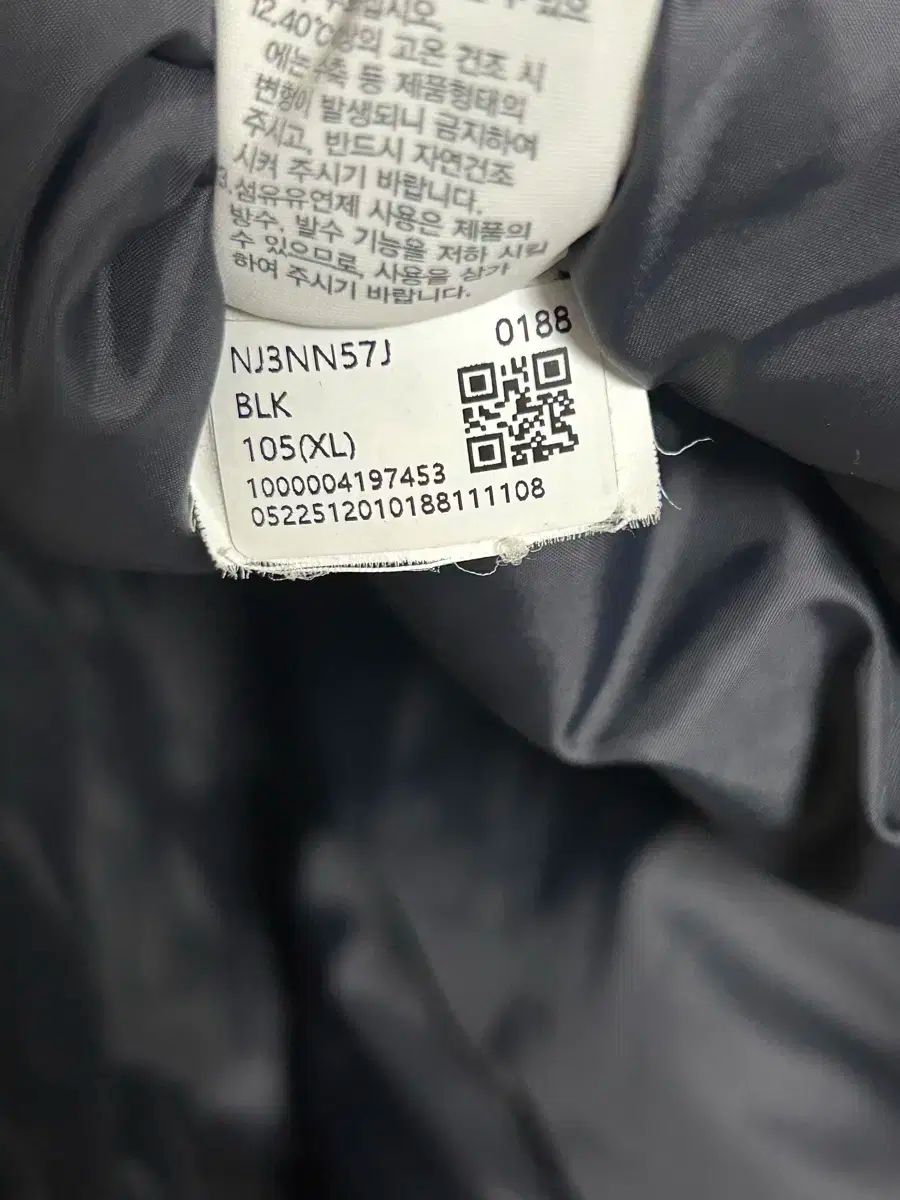 12.40℃상의 고온 건조 시
에는 수축 등 제품형태의
변형이 발생되니 금지하여
주시고, 반드시 자연건조
시켜 주시기 바랍니다.
3.섬유유연제 사용은 제품의
방수, 발수 기능을 저하 시킬
수 있으므로, 사용을 삼가
하여 주시기 바랍니다.
0188
NJ3NN57J
BLK
105(XL)
1000004197453
0522512010188111108